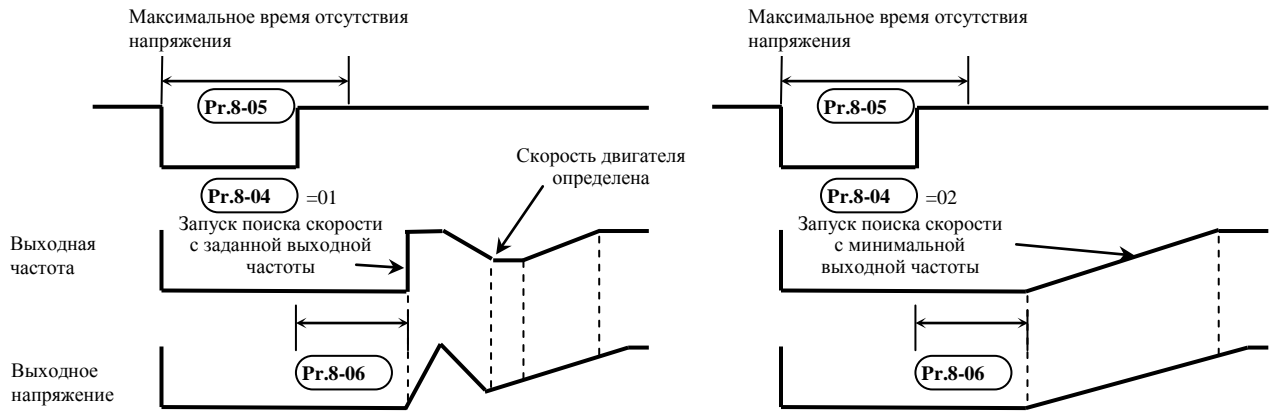 Максимальное время отсутствия
напряжения
Pr.8-05
Pr.8-04 =01
Скорость двигателя
определена
Запуск поиска скорости
с заданной выходной
частоты
Выходная
частота
Pr.8-06
Выходное
напряжение
Максимальное время отсутствия
напряжения
Pr.8-05
Pr.8-04 =02
Запуск поиска скорости
с минимальной
выходной частоты
Pr.8-06